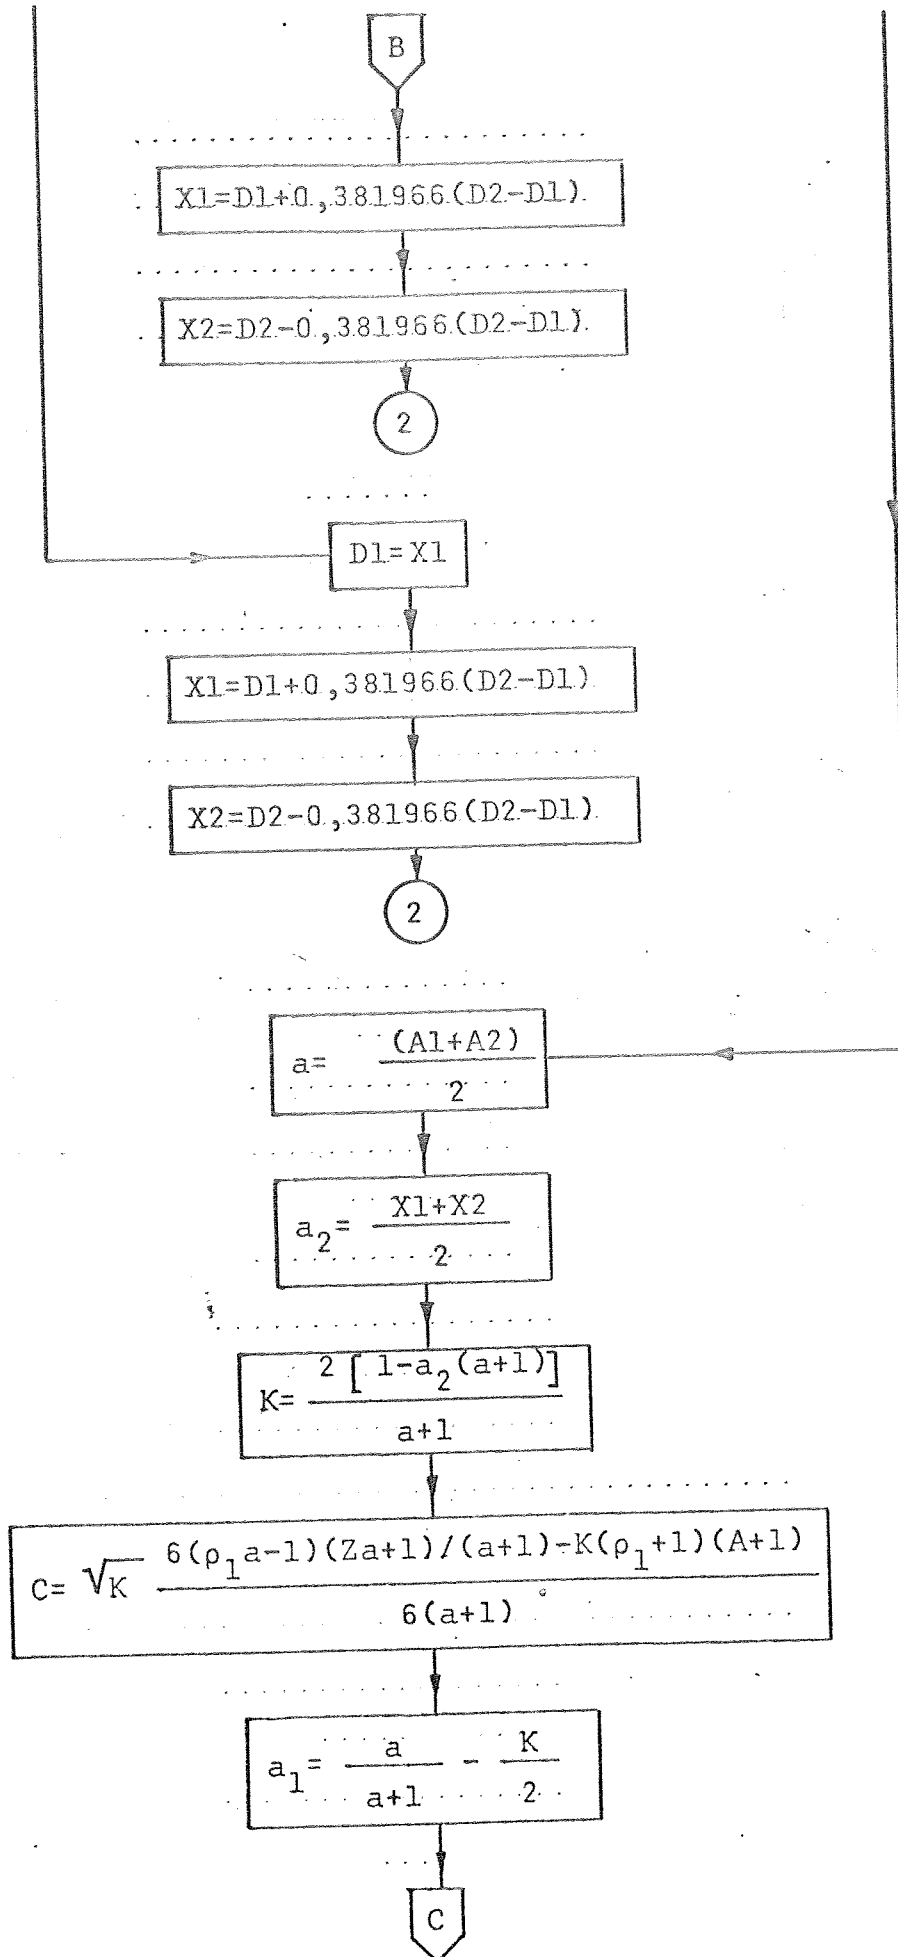 B
X1=D1+0,381966(D2-D1)
X2=D2-0,381966(D2-D1)
2
D1=X1
X1=D1+0,381966(D2-D1)
X2=D2-0,381966(D2-D1)
2
a= (A1+A2)
2
a₂= X1+X2
2
K= 2[1-a₂(a+1)]
a+1
C= √K 6(ρ₁a-1)(Za+1)/(a+1)-K(ρ₁+1)(A+1)
6(a+1)
a₁= a - K
a+1 2
C